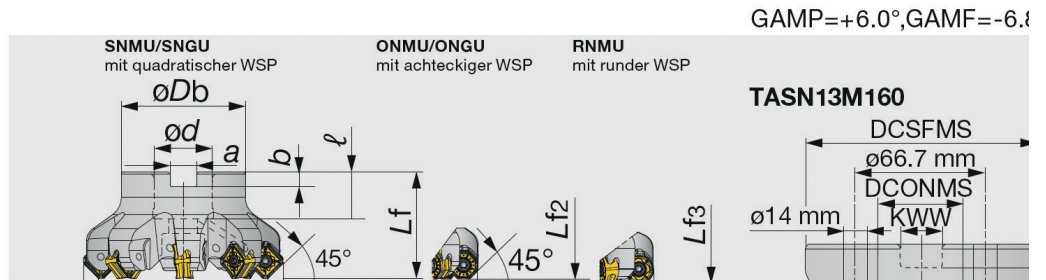 GAMP=+6.0°,GAMF=-6.8
SNMU/SNGU
mit quadratischer WSP
ONMU/ONGU
mit achteckiger WSP
RNMU
mit runder WSP
TASN13M160
øDb
ød
a
b
ℓ
Lf
45°
Lf2
45°
Lf3
DCSFMS
ø66.7 mm
DCONMS
ø14 mm
KWW